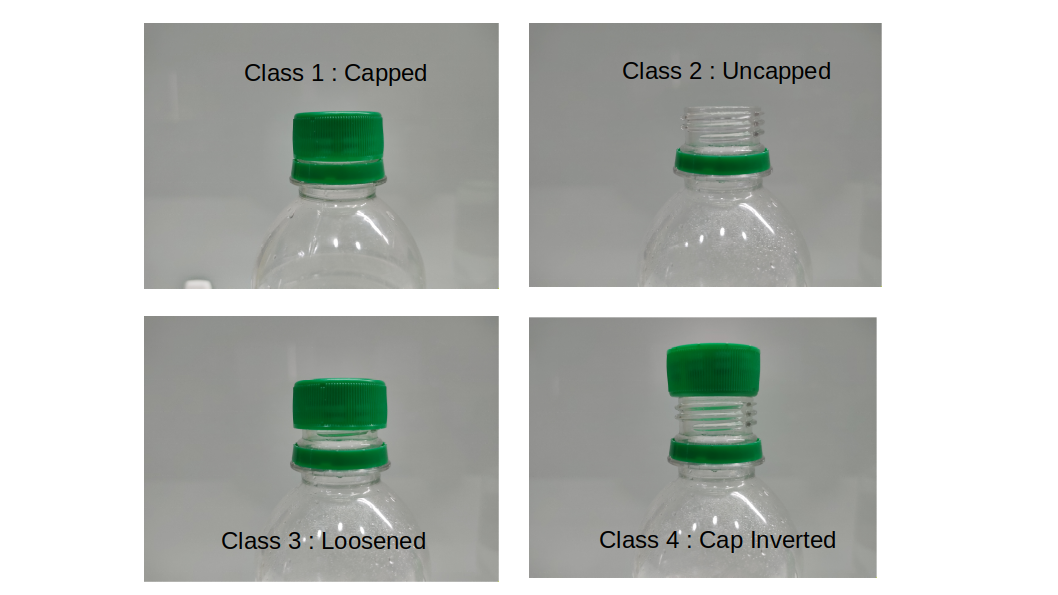 Class 1 : Capped
Class 2 : Uncapped
Class 3 : Loosened
Class 4 : Cap Inverted